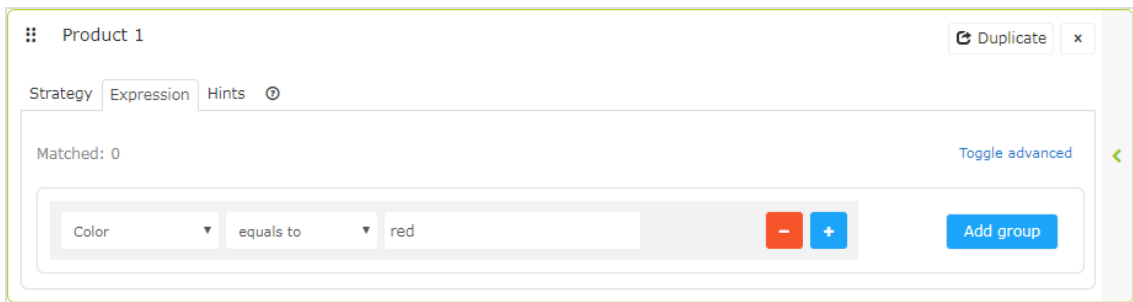 Product 1 Duplicate x
Strategy Expression Hints
Matched: 0 Toggle advanced
Color equals to red - + Add group